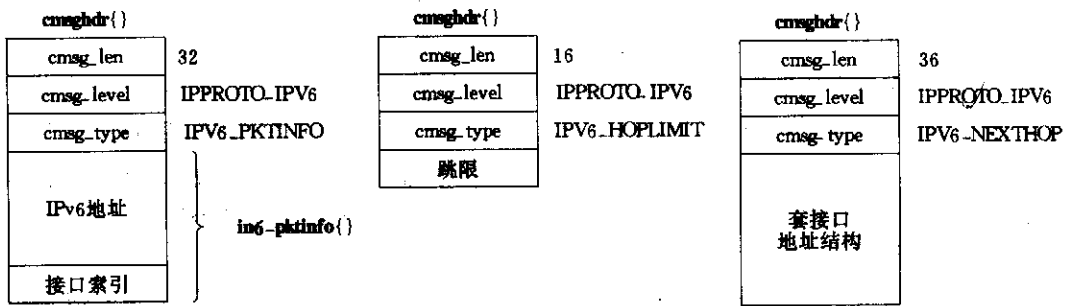 cmsghdr{}
cmsg_len 32
cmsg_level IPPROTO_IPV6
cmsg_type IPV6_PKTINFO
IPv6地址
接口索引
in6_pktinfo{}
cmsghdr{}
cmsg_len 16
cmsg_level IPPROTO_IPV6
cmsg_type IPV6_HOPLIMIT
跳限
cmsghdr{}
cmsg_len 36
cmsg_level IPPROTO_IPV6
cmsg_type IPV6_NEXTHOP
套接口
地址结构